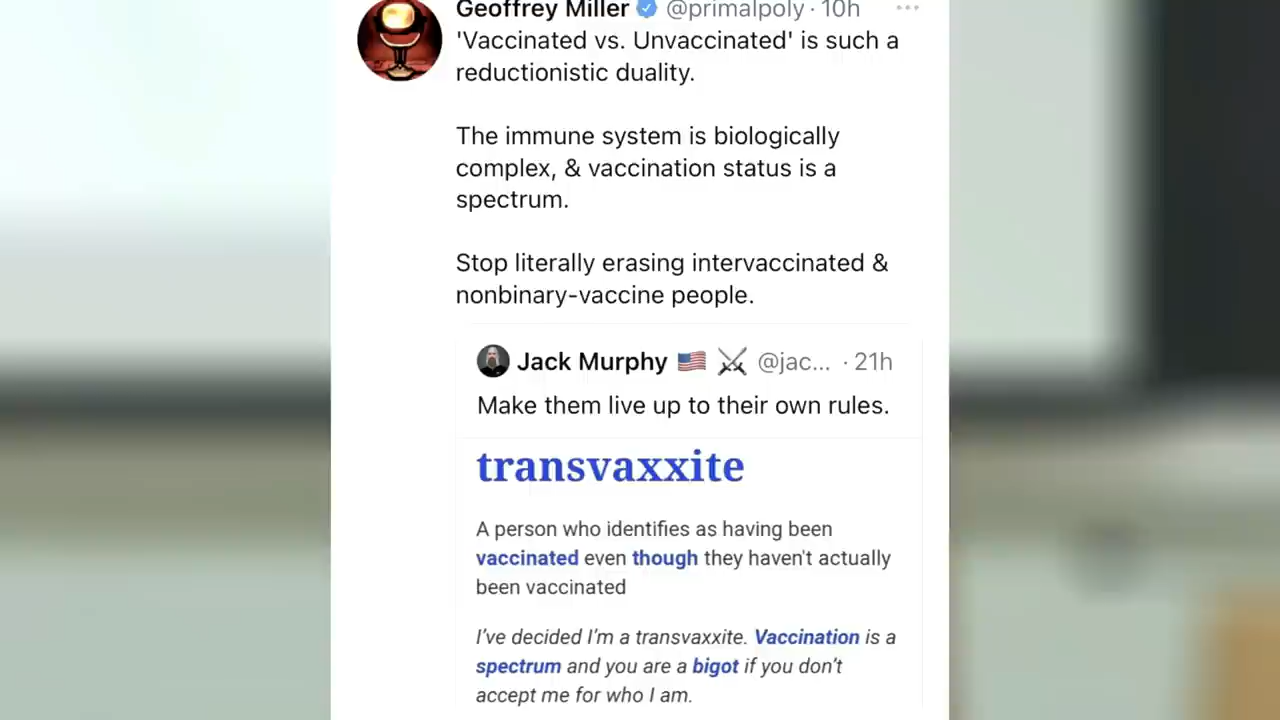 Geoffrey Miller @primalpoly · 10h
'Vaccinated vs. Unvaccinated' is such a
reductionistic duality.
The immune system is biologically
complex, & vaccination status is a
spectrum.
Stop literally erasing intervaccinated &
nonbinary-vaccine people.
Jack Murphy 🇺🇸 ⚔ @jac... · 21h
Make them live up to their own rules.
transvaxxite
A person who identifies as having been
vaccinated even though they haven't actually
been vaccinated
I've decided I'm a transvaxxite. Vaccination is a
spectrum and you are a bigot if you don't
accept me for who I am.